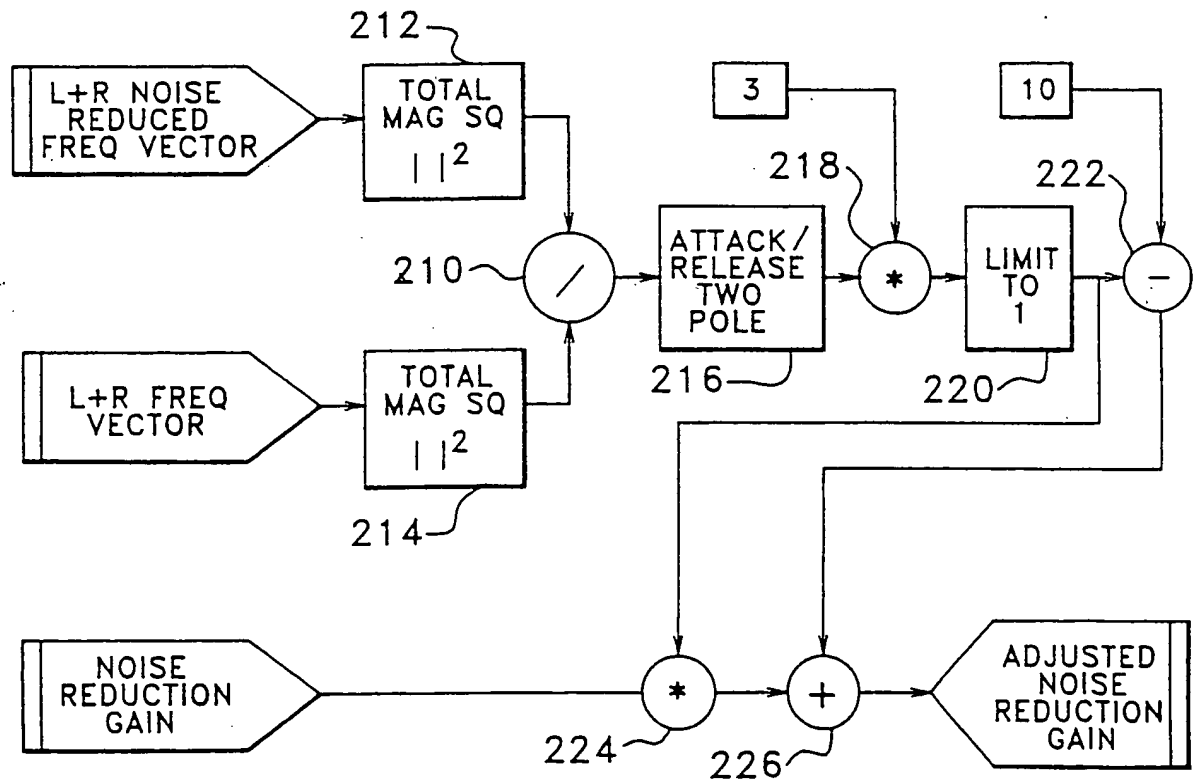 212
L+R NOISE
REDUCED
FREQ VECTOR
TOTAL
MAG SQ
| |²
3
10
218
222
210
/
ATTACK/
RELEASE
TWO
POLE
*
LIMIT
TO
1
-
216
220
L+R FREQ
VECTOR
TOTAL
MAG SQ
| |²
214
NOISE
REDUCTION
GAIN
*
+
ADJUSTED
NOISE
REDUCTION
GAIN
224
226